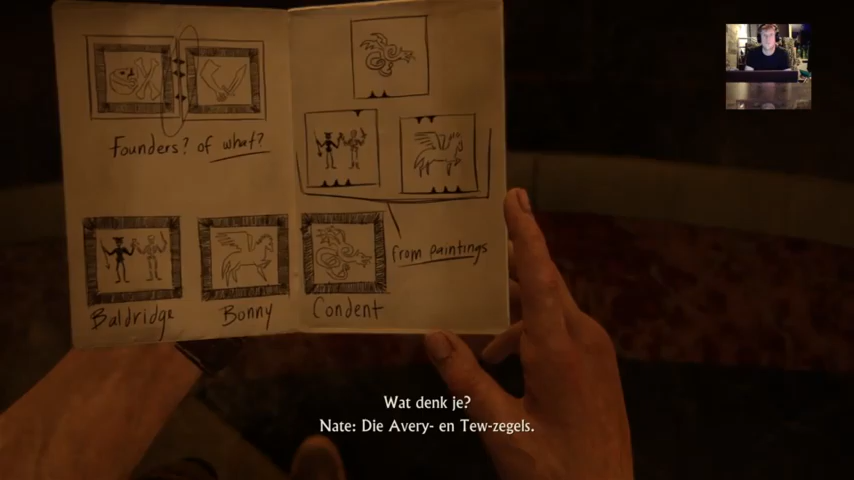 Founders? of what?
from paintings
Baldridge
Bonny
Condent
Wat denk je?
Nate: Die Avery- en Tew-zegels.